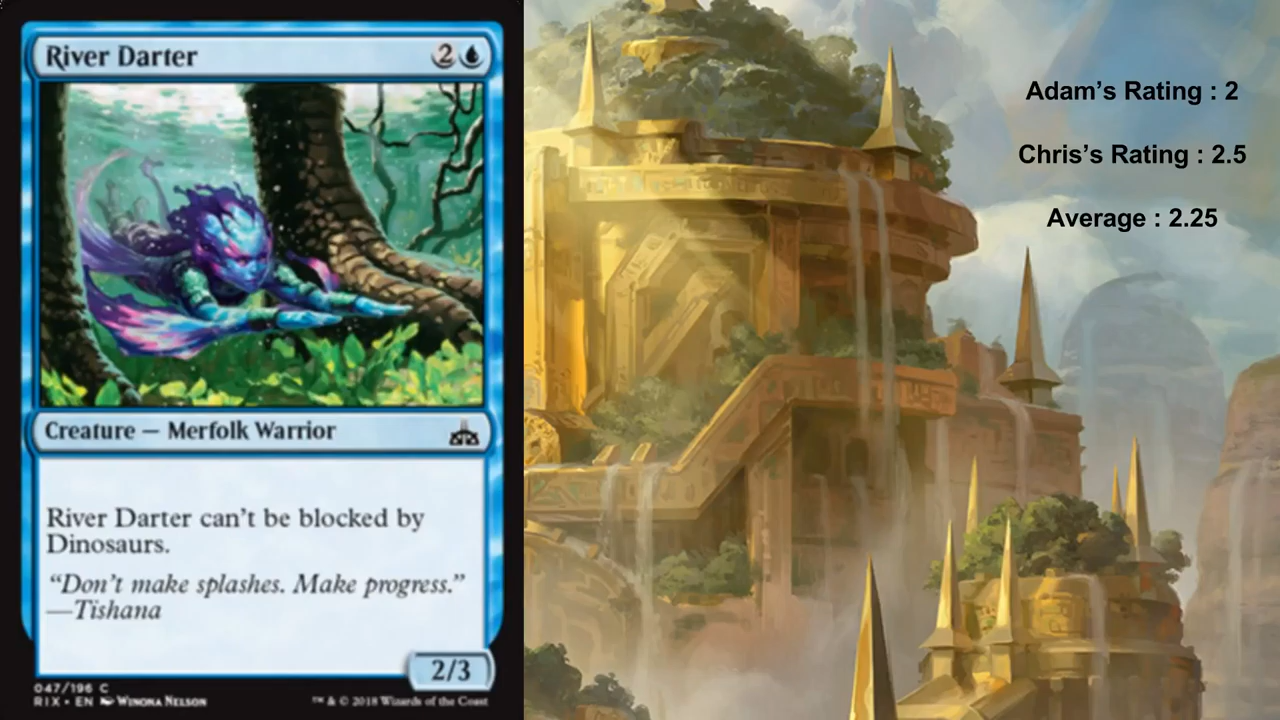 River Darter
2
Creature — Merfolk Warrior
River Darter can't be blocked by
Dinosaurs.
"Don't make splashes. Make progress."
—Tishana
2/3
047/196 C
RIX • EN Winona Nelson
™ & © 2018 Wizards of the Coast
Adam's Rating : 2
Chris's Rating : 2.5
Average : 2.25